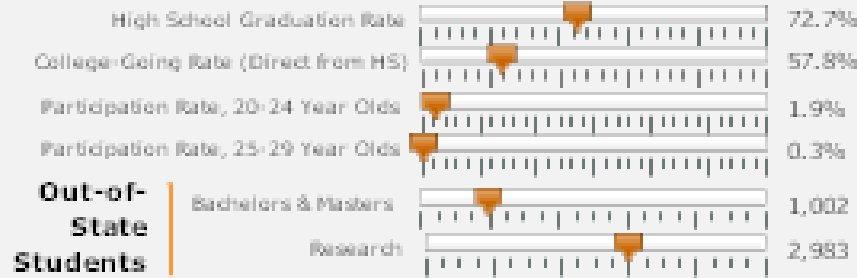 High School Graduation Rate 72.7%
College-Going Rate (Direct from HS) 57.8%
Participation Rate, 20-24 Year Olds 1.9%
Participation Rate, 25-29 Year Olds 0.3%
Out-of-
State
Students
Bachelors & Masters 1,002
Research 2,983